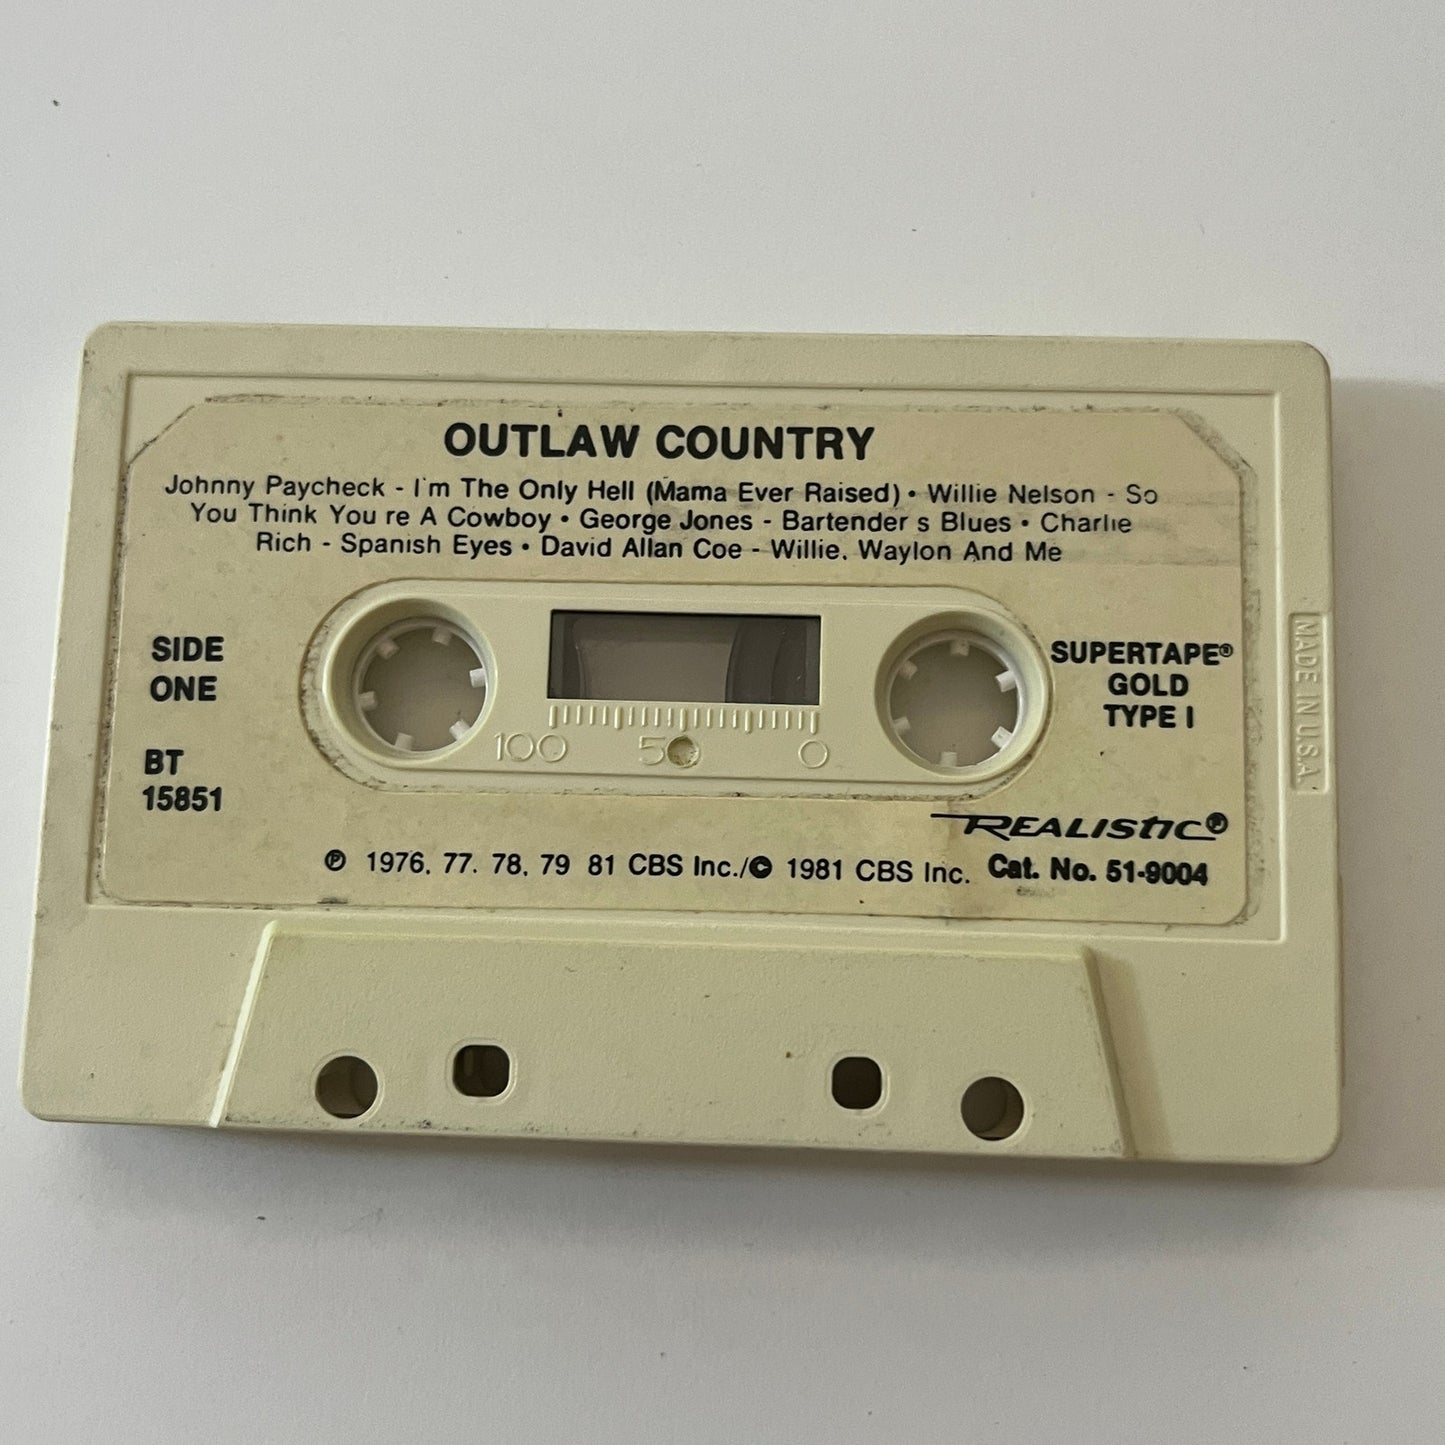 OUTLAW COUNTRY
Johnny Paycheck - I'm The Only Hell (Mama Ever Raised) • Willie Nelson - So
You Think You re A Cowboy • George Jones - Bartender s Blues • Charlie
Rich - Spanish Eyes • David Allan Coe - Willie. Waylon And Me
SIDE
ONE
BT
15851
100 50 0
SUPERTAPE®
GOLD
TYPE I
REALISTIC®
℗ 1976, 77. 78, 79 81 CBS Inc./© 1981 CBS Inc. Cat. No. 51-9004
MADE IN U.S.A.